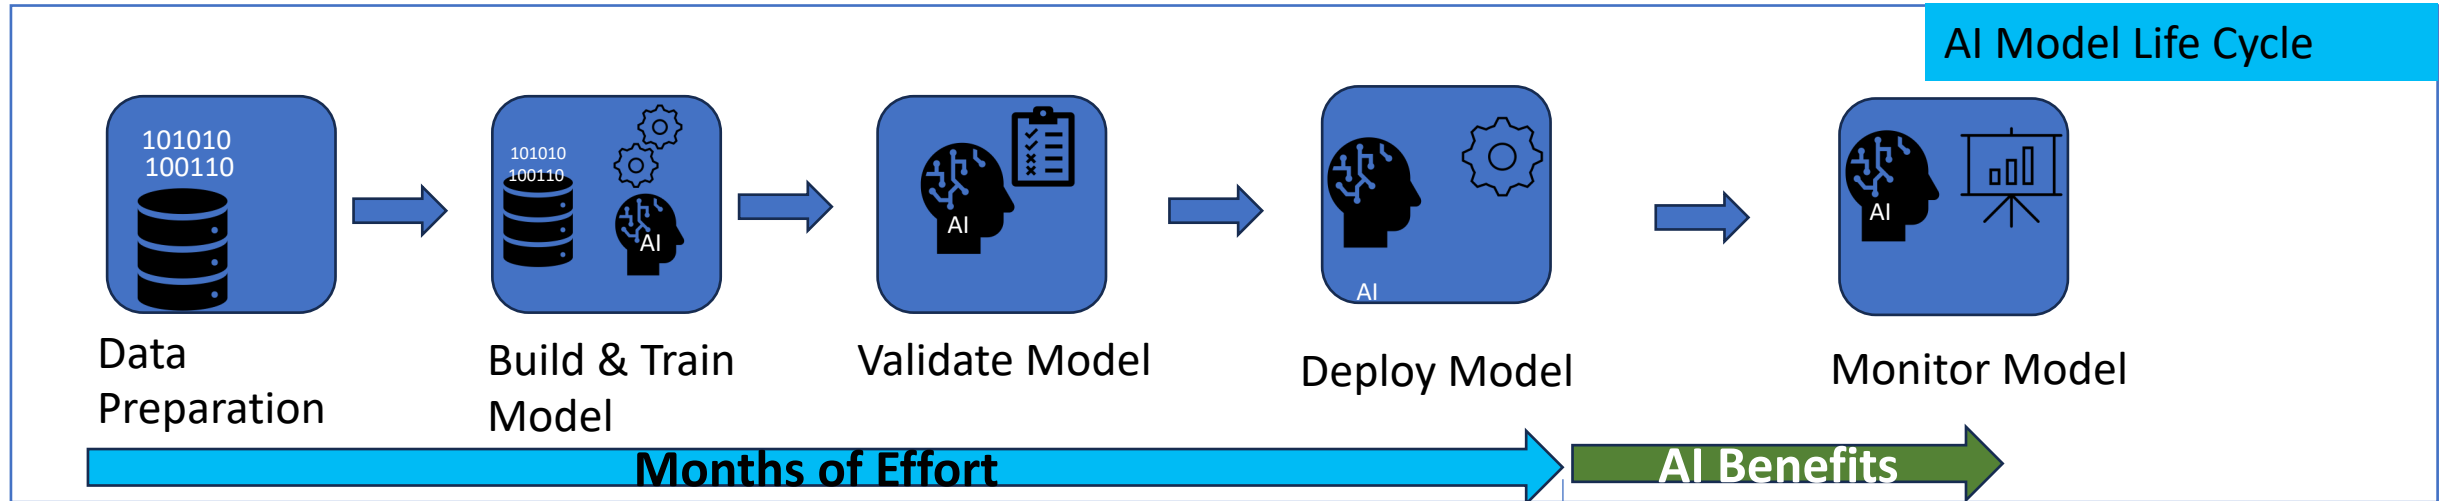 AI Model Life Cycle
101010
100110
101010
100110
AI
AI
AI
AI
Data
Preparation
Build & Train
Model
Validate Model
Deploy Model
Monitor Model
Months of Effort
AI Benefits